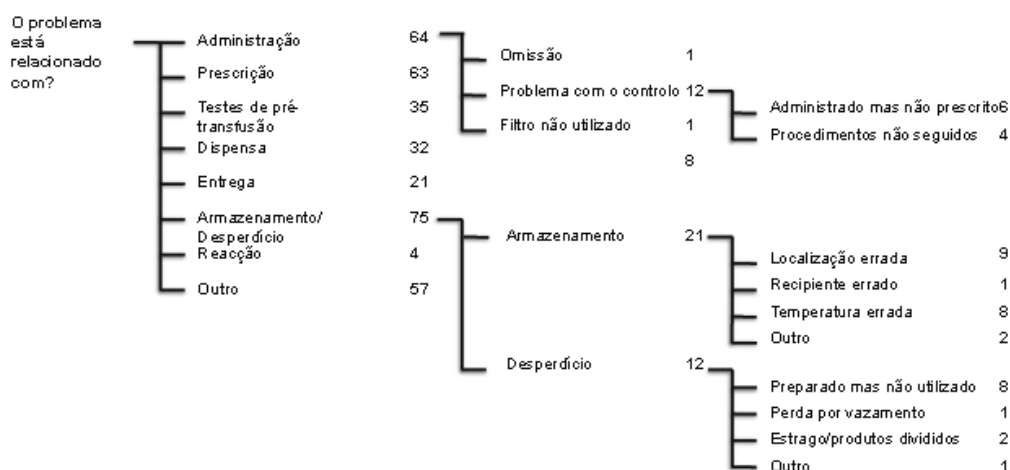 O problema
está
relacionado
com?
Administração 64
Prescrição 63
Testes de pré-
transfusão 35
Dispensa 32
Entrega 21
Armazenamento/
Desperdício 75
Reacção 4
Outro 57
Omissão 1
Problema com o controlo 12
Filtro não utilizado 1
8
Administrado mas não prescrito 6
Procedimentos não seguidos 4
Armazenamento 21
Localização errada 9
Recipiente errado 1
Temperatura errada 8
Outro 2
Desperdício 12
Preparado mas não utilizado 8
Perda por vazamento 1
Estrago/produtos divididos 2
Outro 1